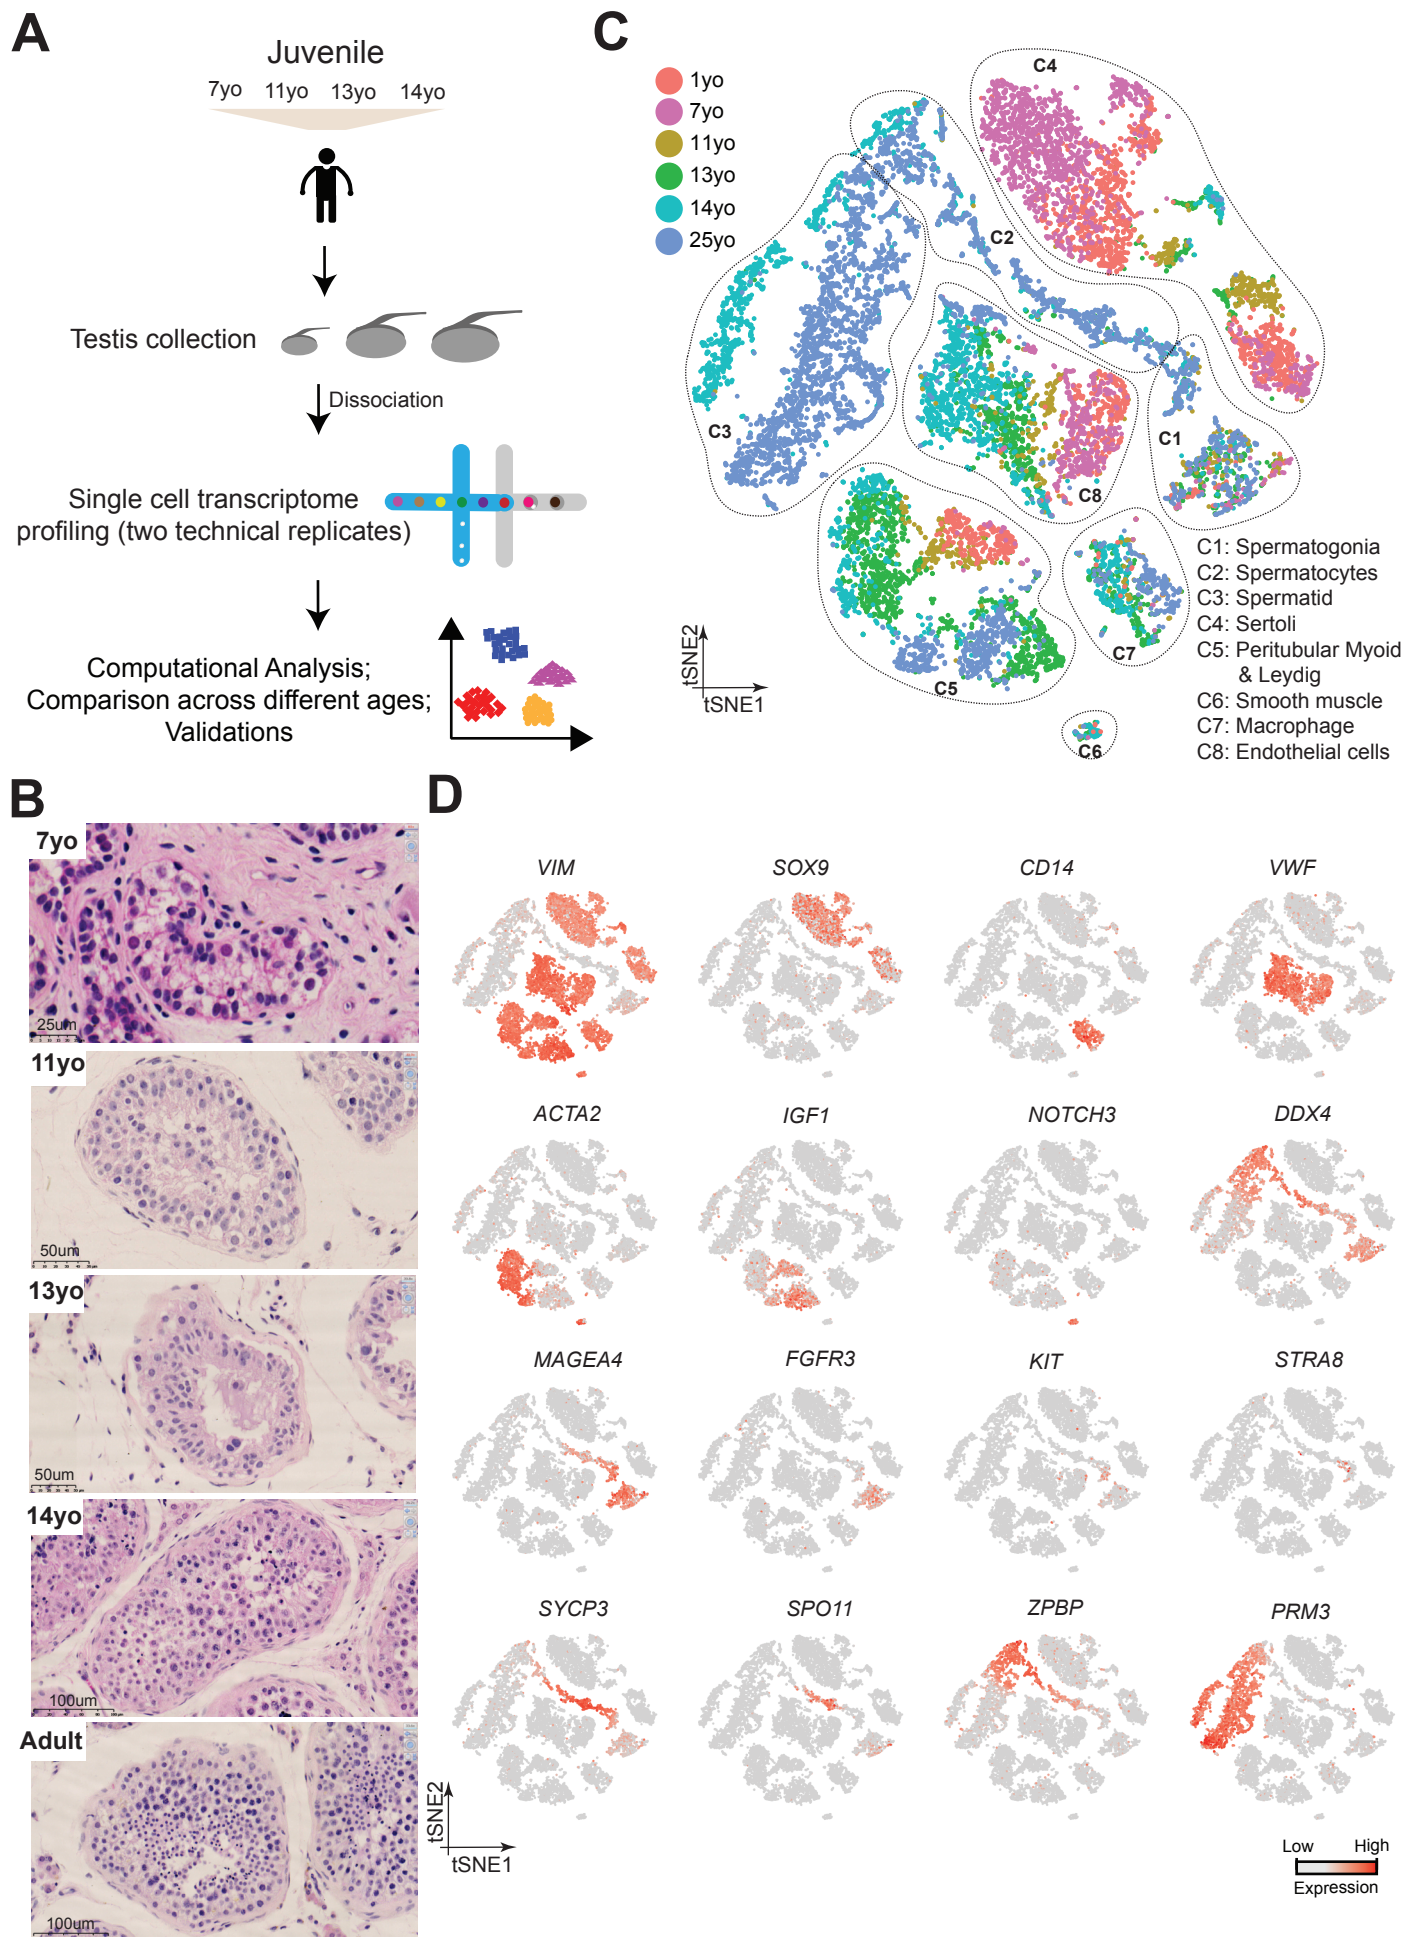 A
Juvenile
7yo 11yo 13yo 14yo
Testis collection
Dissociation
Single cell transcriptome
profiling (two technical replicates)
Computational Analysis;
Comparison across different ages;
Validations
B
7yo
25um
11yo
50um
13yo
50um
14yo
100um
Adult
100um
C
1yo
7yo
11yo
13yo
14yo
25yo
C4
C2
C3
C1
C8
C7
C5
C6
tSNE2
tSNE1
C1: Spermatogonia
C2: Spermatocytes
C3: Spermatid
C4: Sertoli
C5: Peritubular Myoid
& Leydig
C6: Smooth muscle
C7: Macrophage
C8: Endothelial cells
D
VIM SOX9 CD14 VWF
ACTA2 IGF1 NOTCH3 DDX4
MAGEA4 FGFR3 KIT STRA8
SYCP3 SPO11 ZPBP PRM3
tSNE2
tSNE1
Low High
Expression